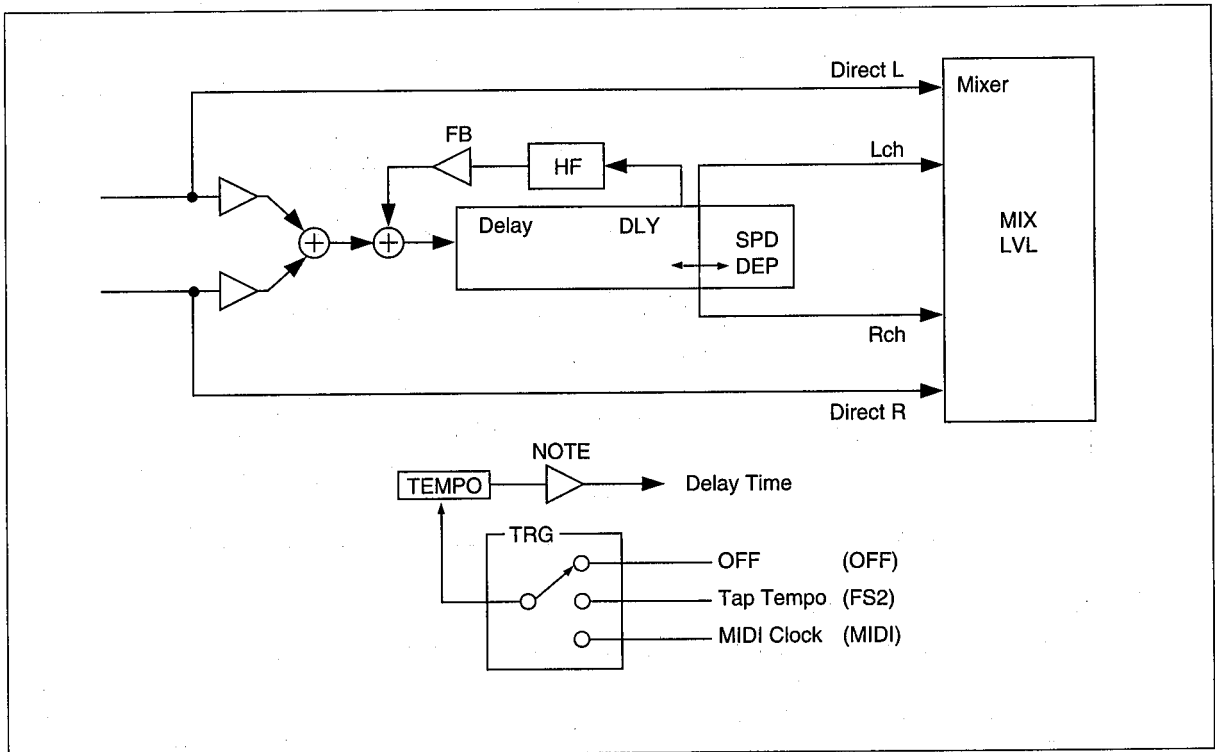 Direct L
Mixer
FB
HF
Lch
Delay
DLY
SPD
DEP
MIX
LVL
Rch
Direct R
NOTE
TEMPO
Delay Time
TRG
OFF (OFF)
Tap Tempo (FS2)
MIDI Clock (MIDI)